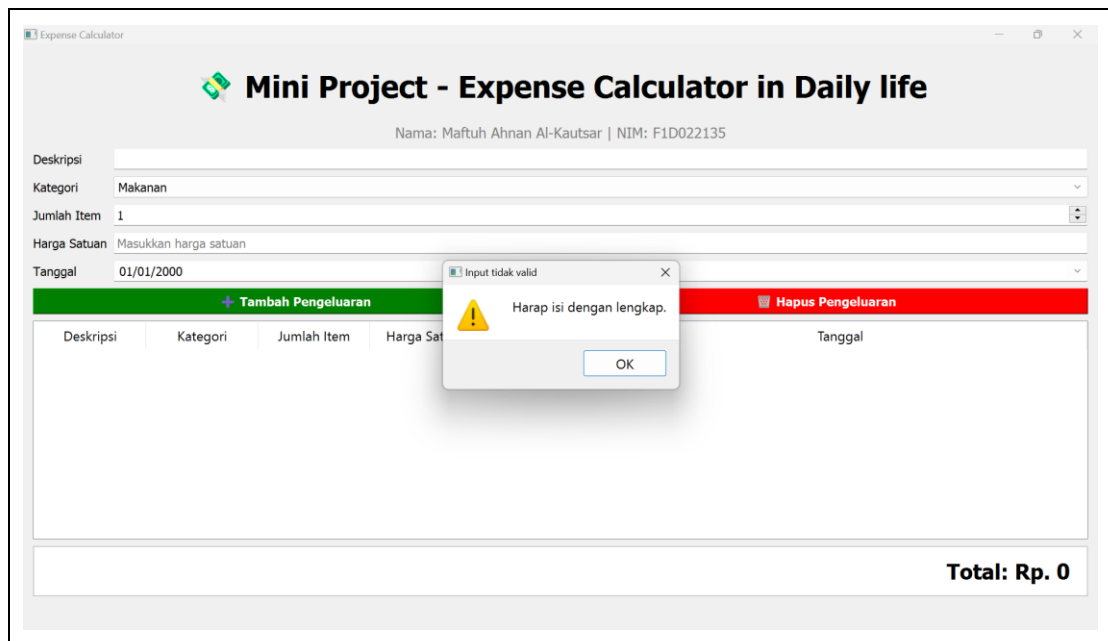 Expense Calculator
Mini Project - Expense Calculator in Daily life
Nama: Maftuh Ahnan Al-Kautsar | NIM: F1D022135
Deskripsi
Kategori Makanan
Jumlah Item 1
Harga Satuan Masukkan harga satuan
Tanggal 01/01/2000
Input tidak valid
Harap isi dengan lengkap.
OK
Tambah Pengeluaran Hapus Pengeluaran
Deskripsi Kategori Jumlah Item Harga Sat Tanggal
Total: Rp. 0